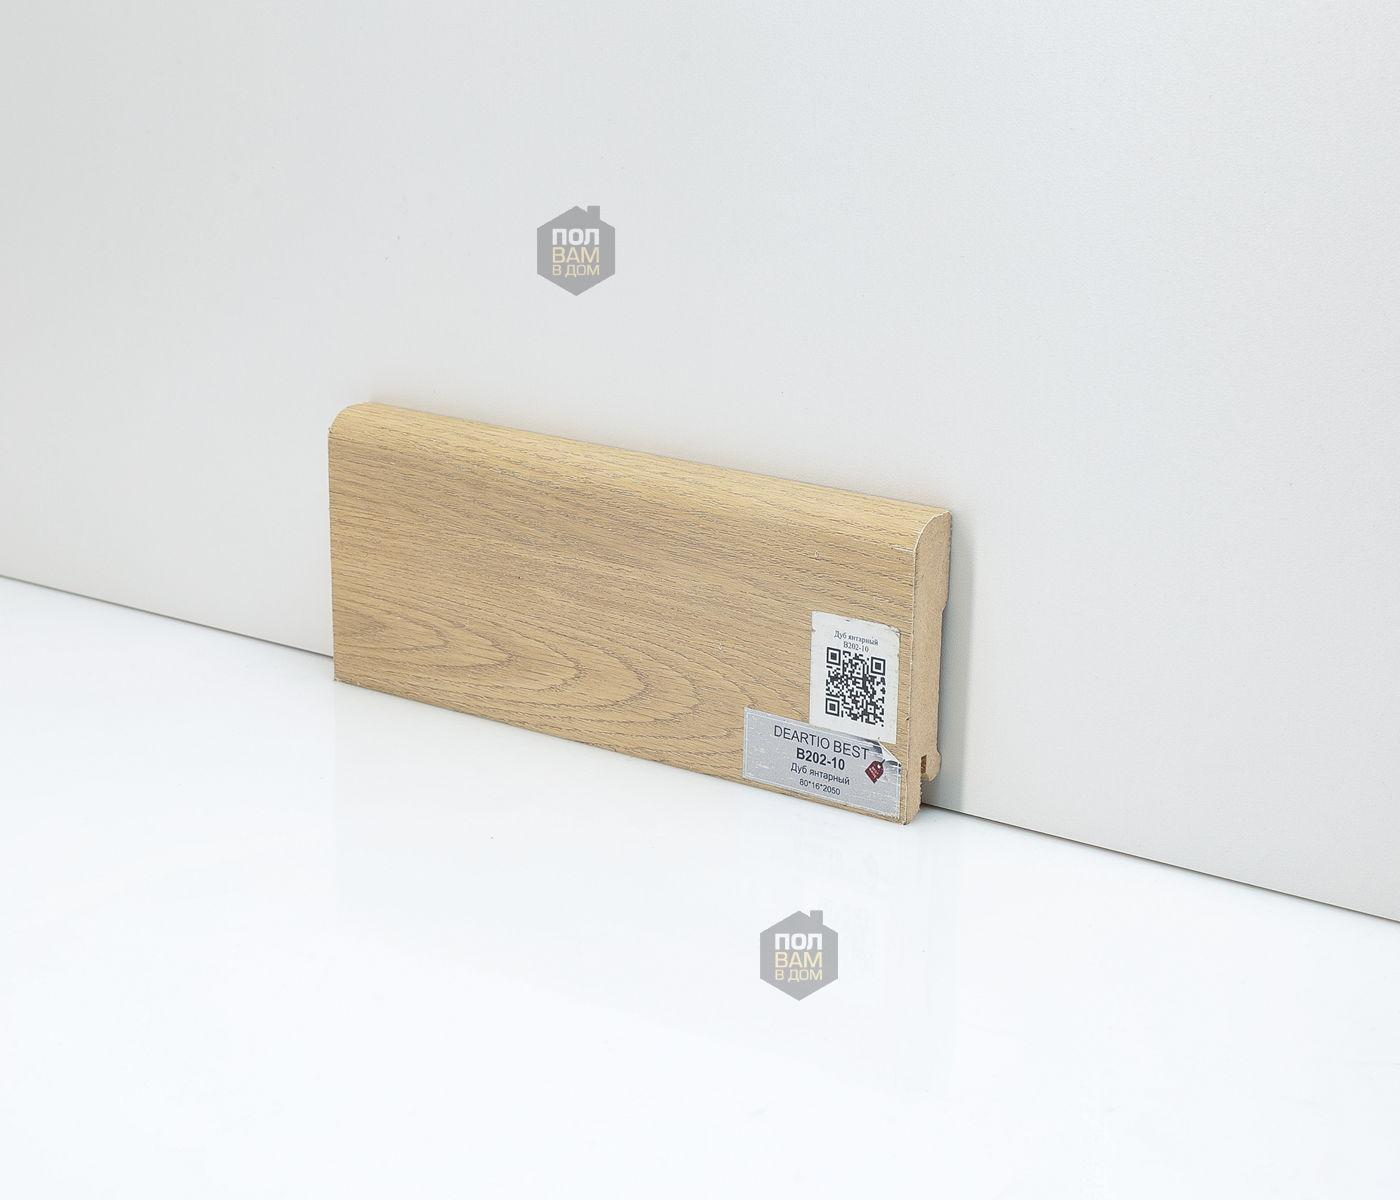 ПОЛ
ВАМ
В ДОМ
Дуб янтарный
B202-10
DEARTIO BEST
B202-10
Дуб янтарный
80*16*2050
ПОЛ
ВАМ
В ДОМ